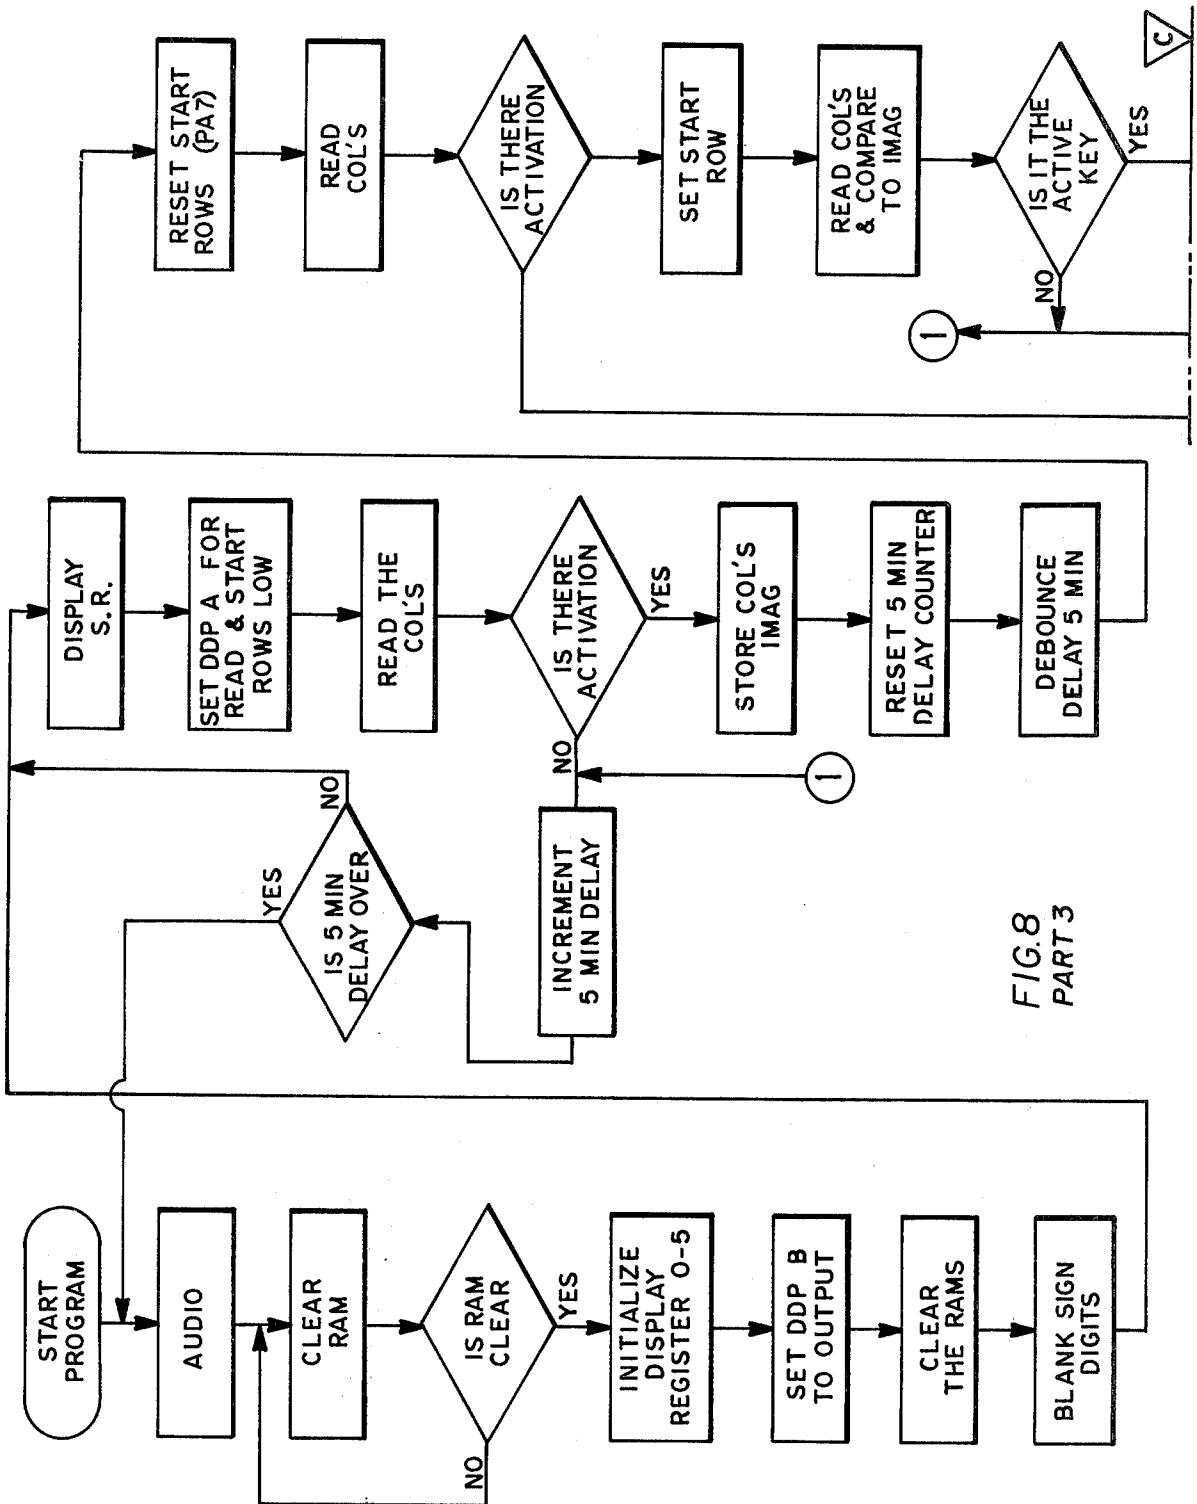 START
PROGRAM
AUDIO
CLEAR
RAM
IS RAM
CLEAR
NO
YES
INITIALIZE
DISPLAY
REGISTER 0-5
SET DDP B
TO OUTPUT
CLEAR
THE RAMS
BLANK SIGN
DIGITS
YES
IS 5 MIN
DELAY OVER
NO
INCREMENT
5 MIN DELAY
DISPLAY
S.R.
SET DDP A FOR
READ & START
ROWS LOW
READ THE
COL'S
IS THERE
ACTIVATION
NO
YES
1
STORE COL'S
IMAG
RESET 5 MIN
DELAY COUNTER
DEBOUNCE
DELAY 5 MIN
RESET START
ROWS (PA7)
READ
COL'S
IS THERE
ACTIVATION
SET START
ROW
READ COL'S
& COMPARE
TO IMAG
IS IT THE
ACTIVE
KEY
NO
YES
1
C
FIG.8
PART 3